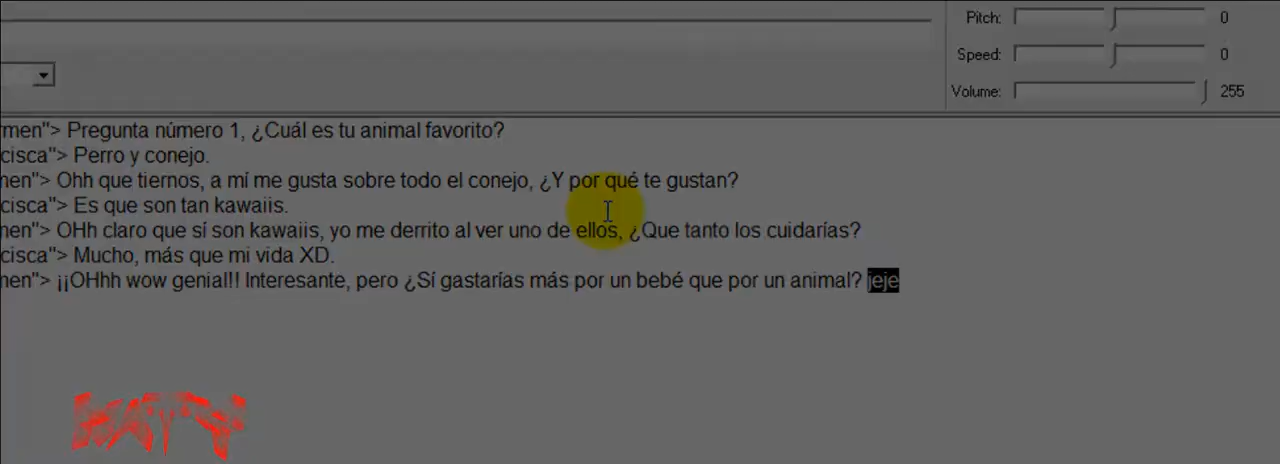 Pitch: 0
Speed: 0
Volume: 255
rmen"> Pregunta número 1, ¿Cuál es tu animal favorito?
cisca"> Perro y conejo.
nen"> Ohh que tiernos, a mí me gusta sobre todo el conejo, ¿Y por qué te gustan?
cisca"> Es que son tan kawaiis.
nen"> OHh claro que sí son kawaiis, yo me derrito al ver uno de ellos, ¿Que tanto los cuidarías?
cisca"> Mucho, más que mi vida XD.
nen"> ¡¡OHhh wow genial!! Interesante, pero ¿Sí gastarías más por un bebé que por un animal? jeje
KATY